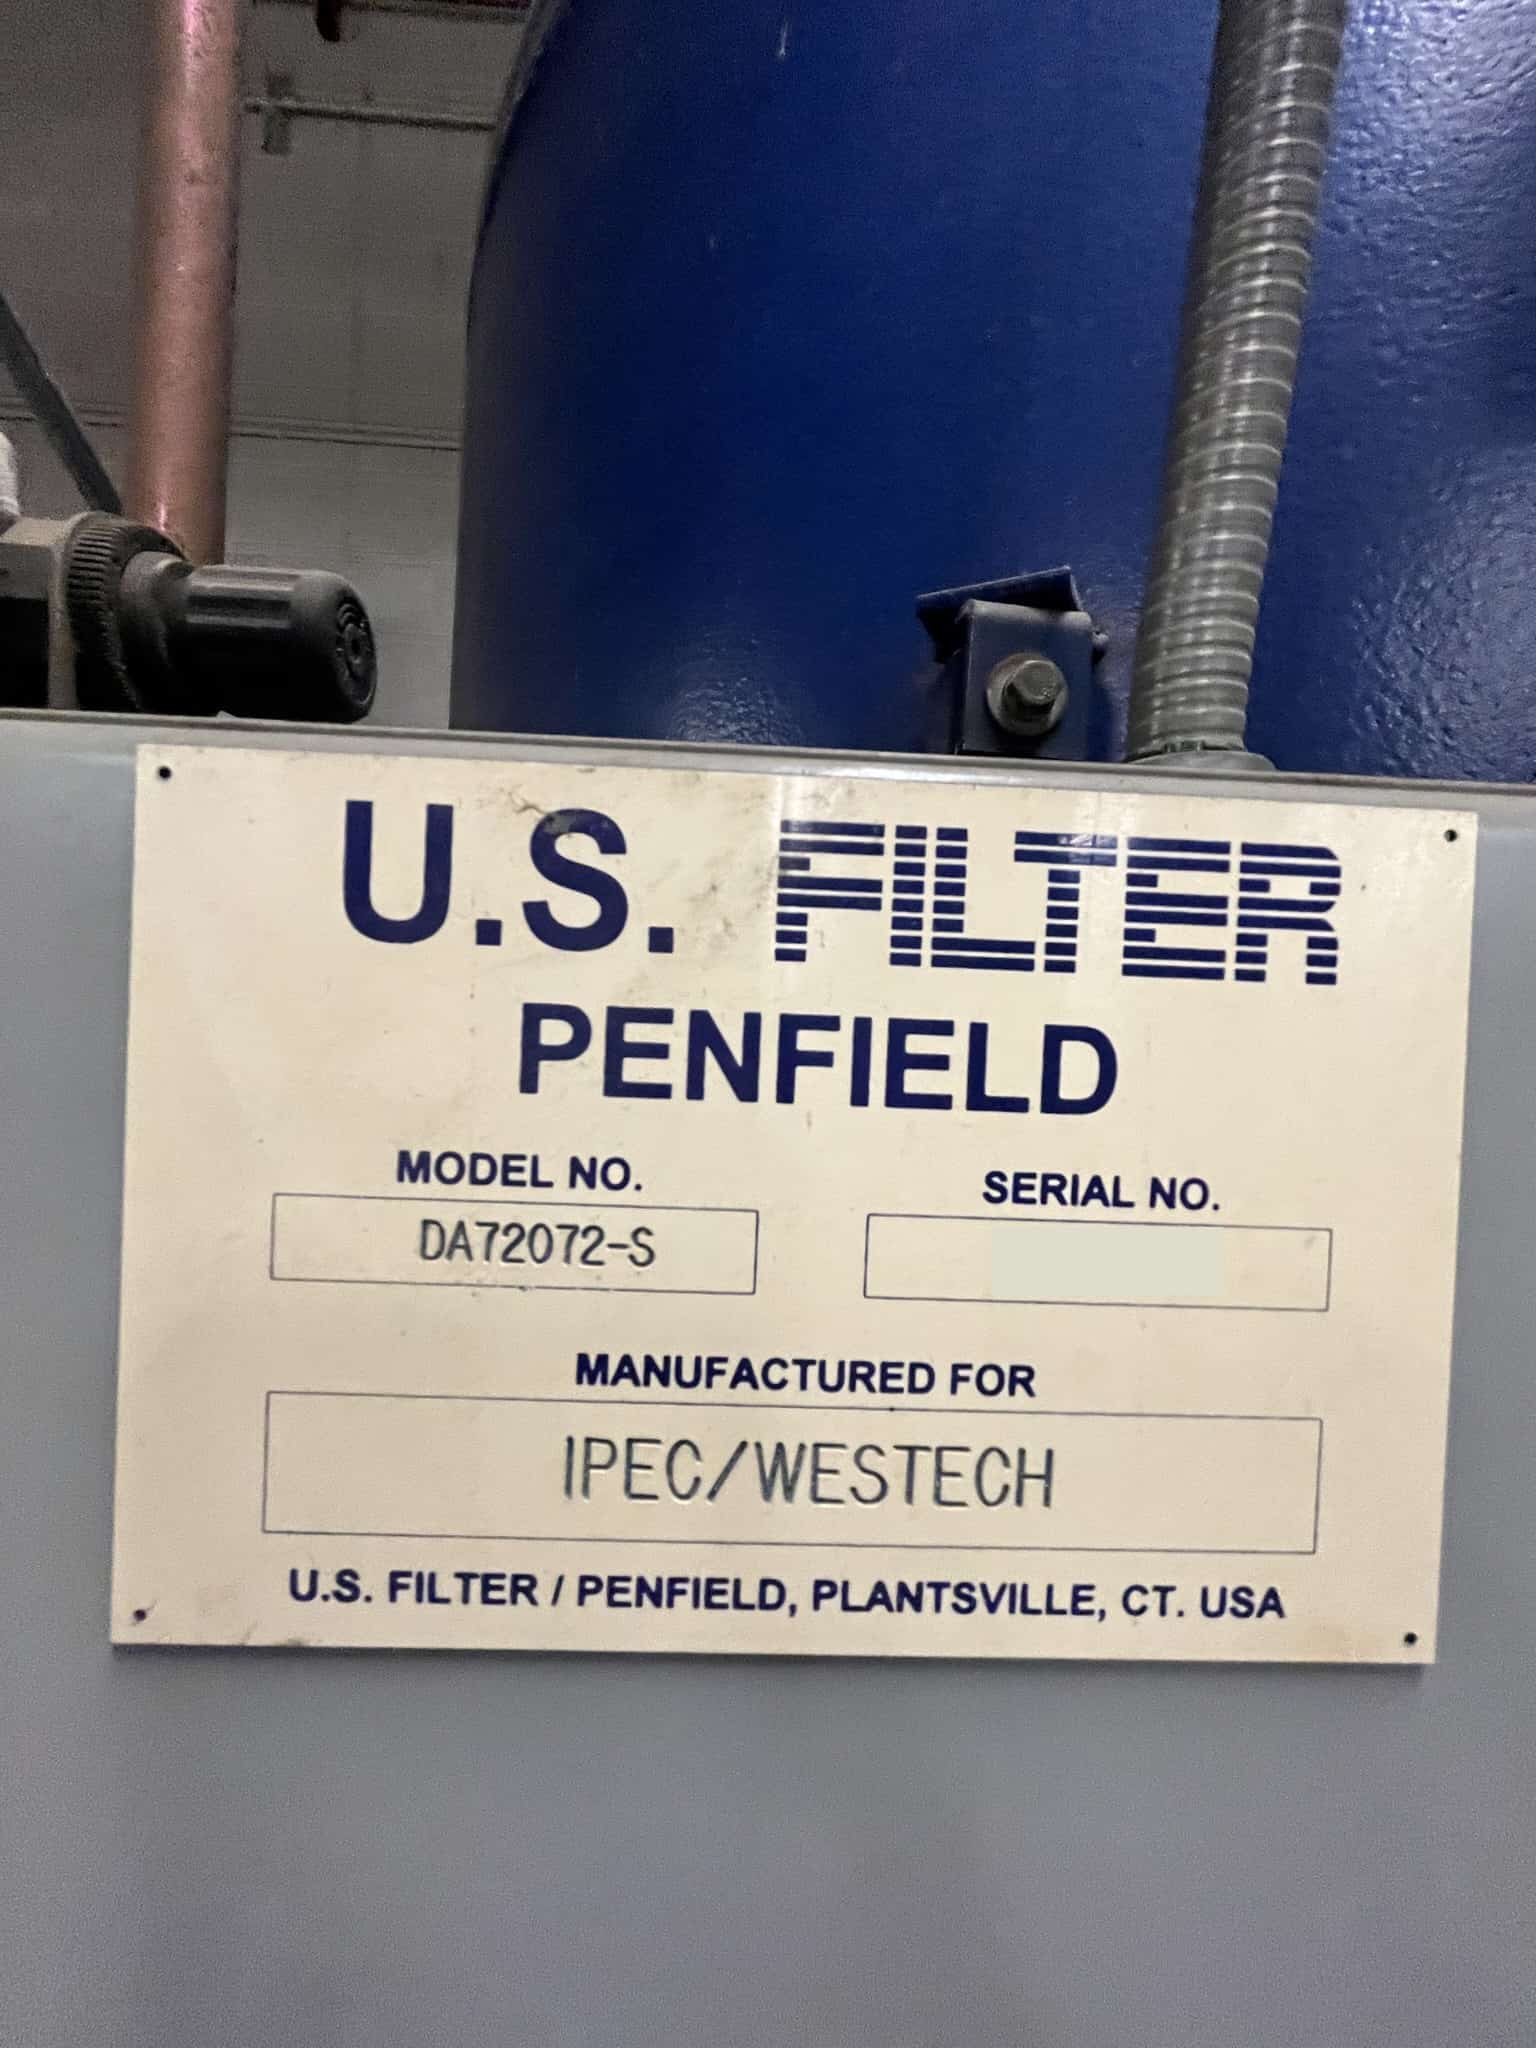 U.S. FILTER
PENFIELD
MODEL NO.
DA72072-S
SERIAL NO.
MANUFACTURED FOR
IPEC/WESTECH
U.S. FILTER / PENFIELD, PLANTSVILLE, CT. USA